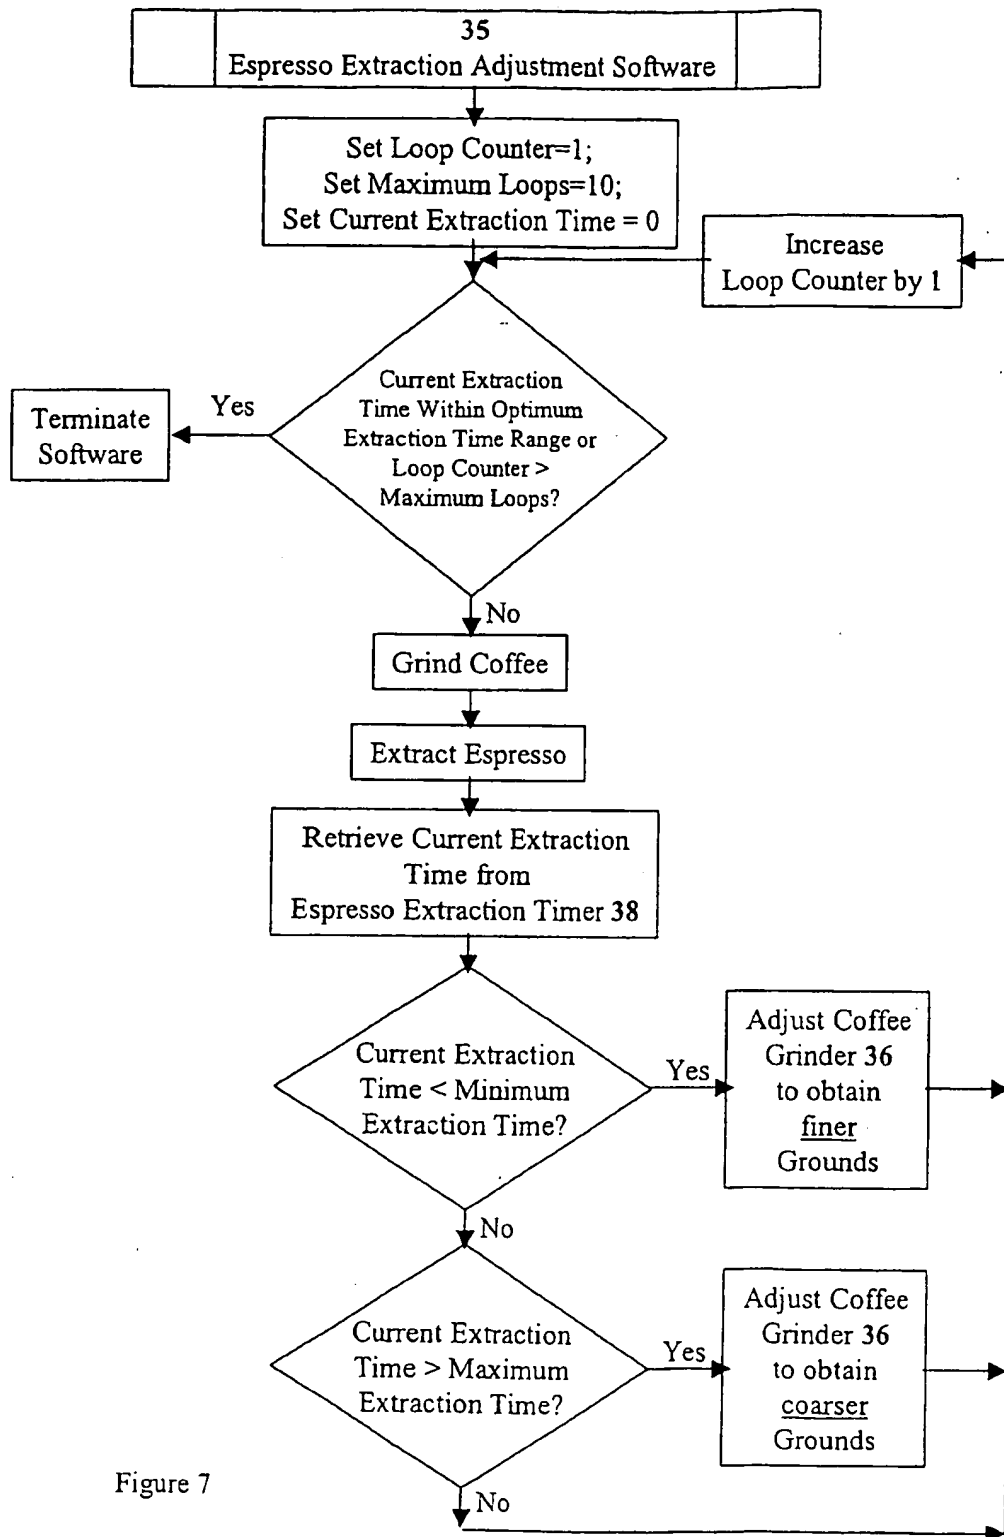 35
Espresso Extraction Adjustment Software
Set Loop Counter=1;
Set Maximum Loops=10;
Set Current Extraction Time = 0
Increase
Loop Counter by 1
Current Extraction
Time Within Optimum
Extraction Time Range or
Loop Counter >
Maximum Loops?
Yes
Terminate
Software
No
Grind Coffee
Extract Espresso
Retrieve Current Extraction
Time from
Espresso Extraction Timer 38
Current Extraction
Time < Minimum
Extraction Time?
Yes
Adjust Coffee
Grinder 36
to obtain
finer
Grounds
No
Current Extraction
Time > Maximum
Extraction Time?
Yes
Adjust Coffee
Grinder 36
to obtain
coarser
Grounds
No
Figure 7